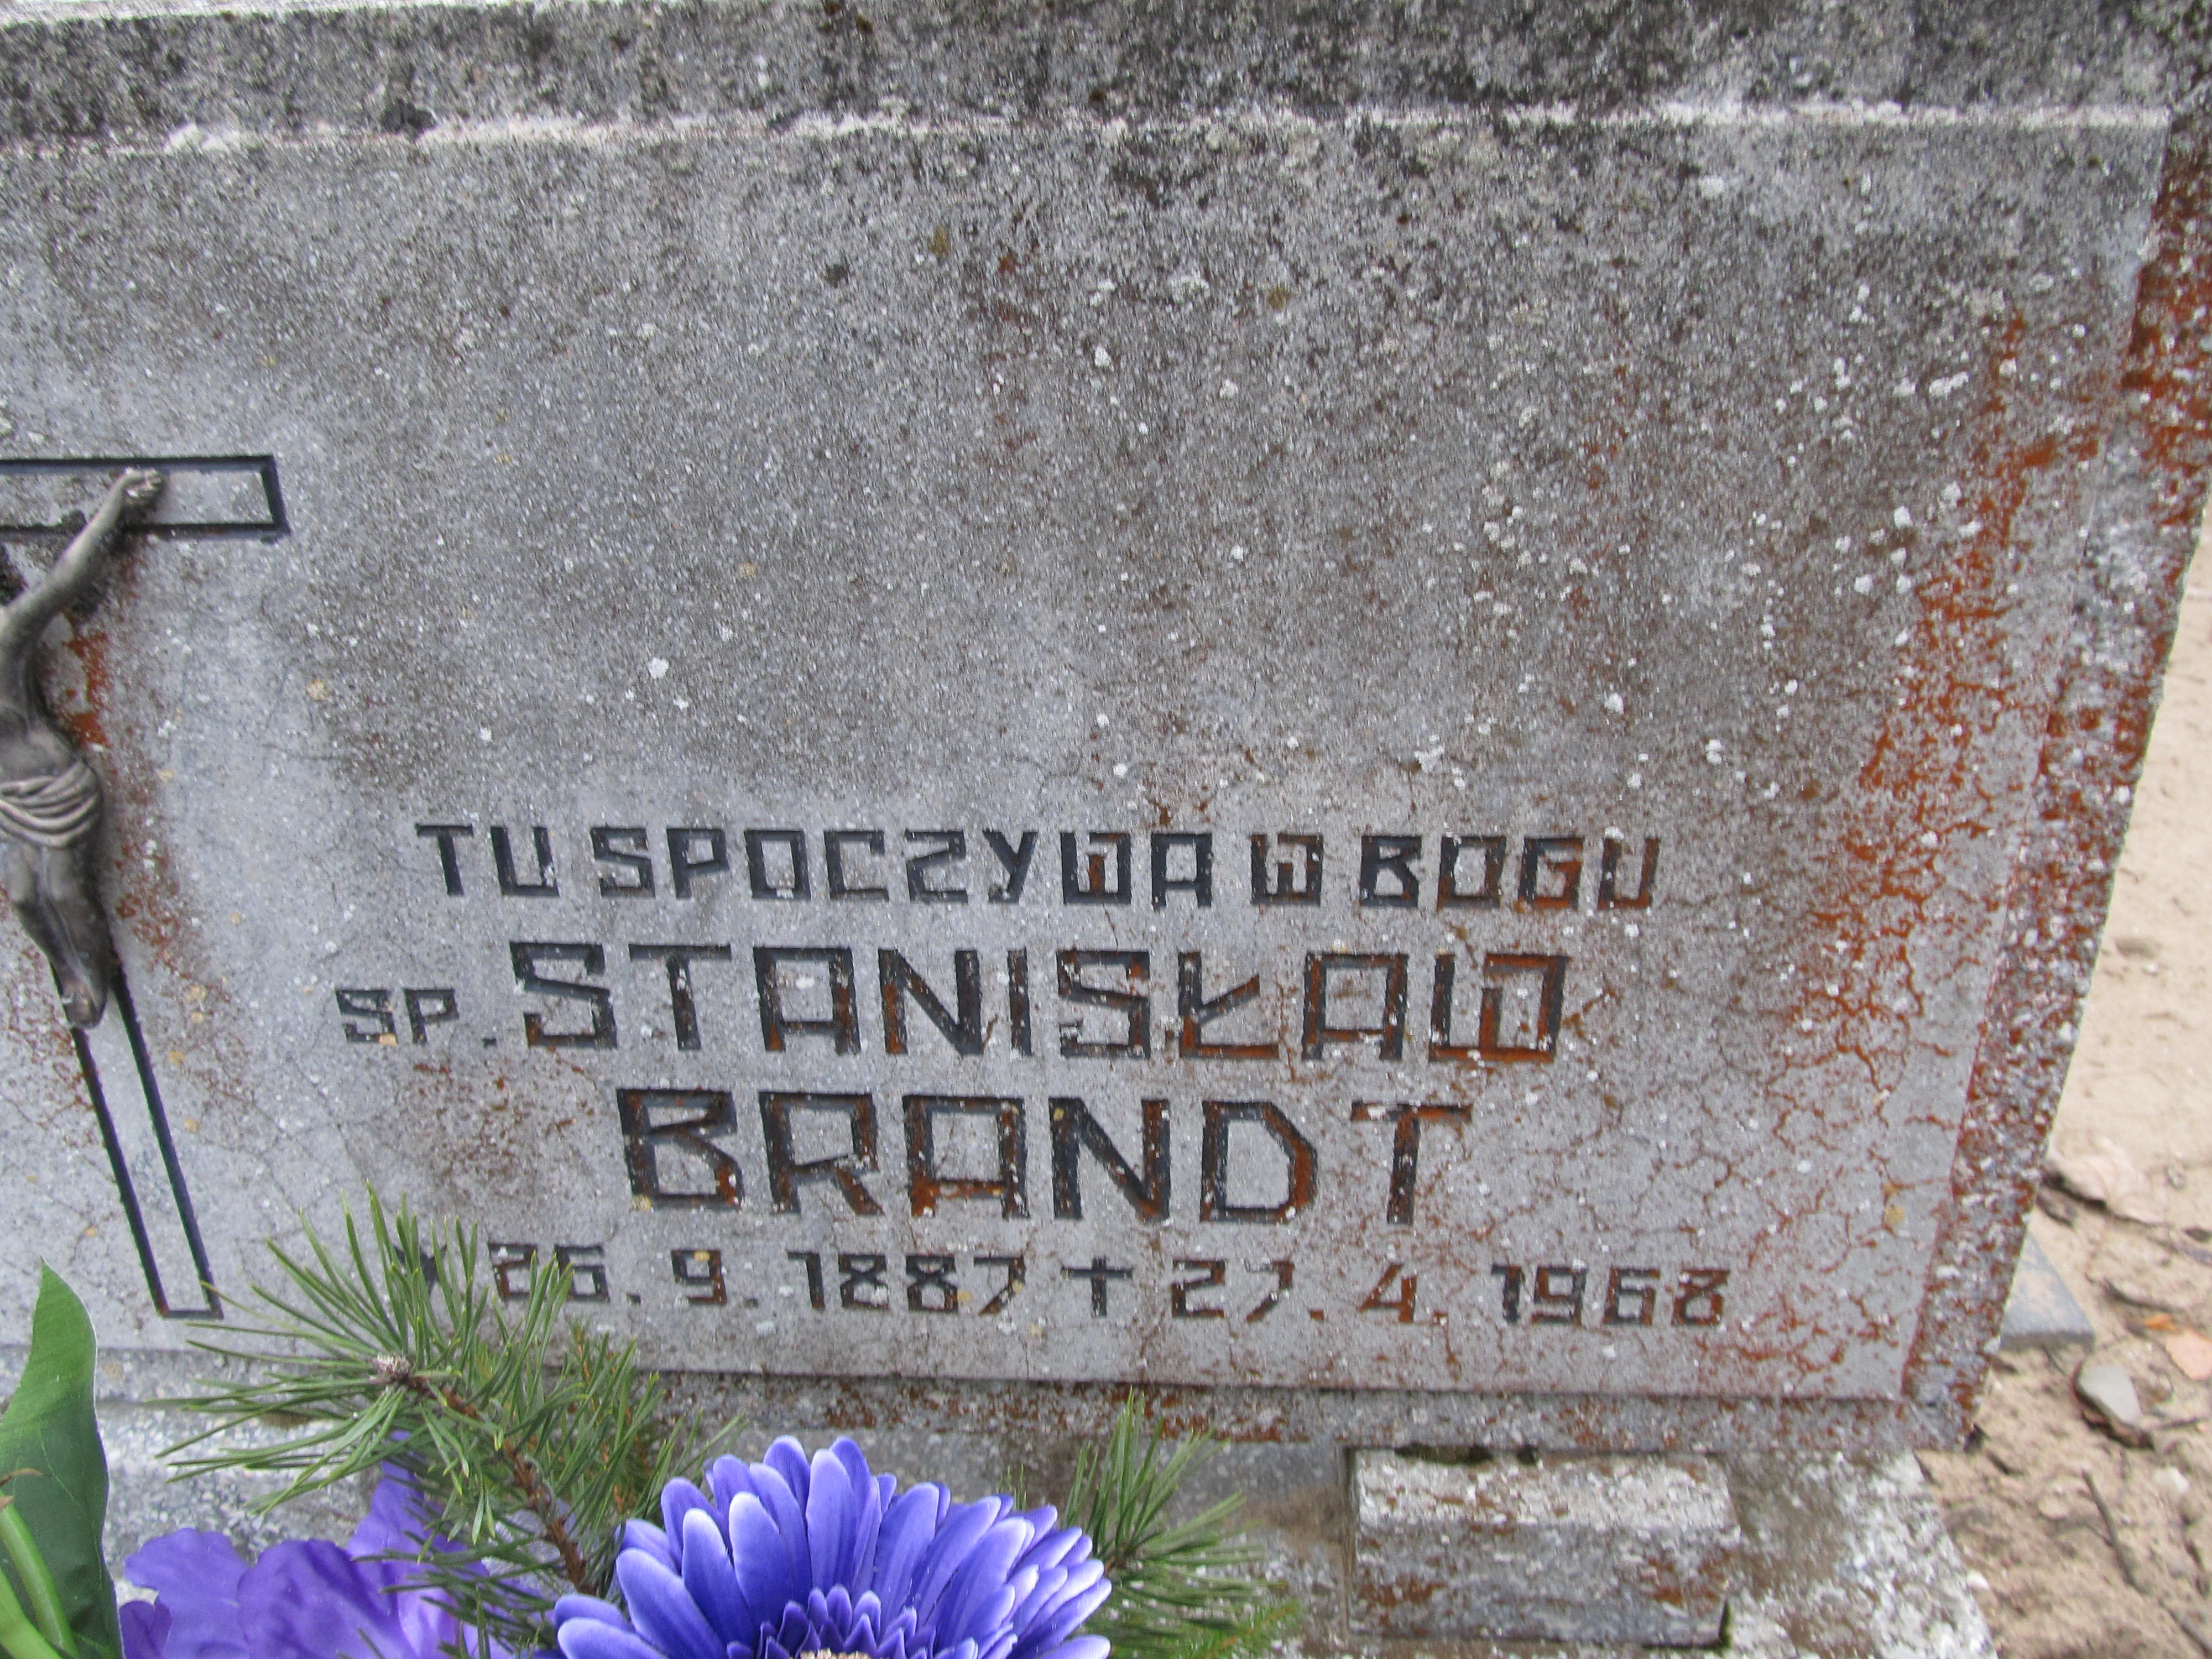 TU SPOCZYWA W BOGU
SP. STANISŁAW
BRANDT
* 26. 9. 1887 † 27. 4. 1968